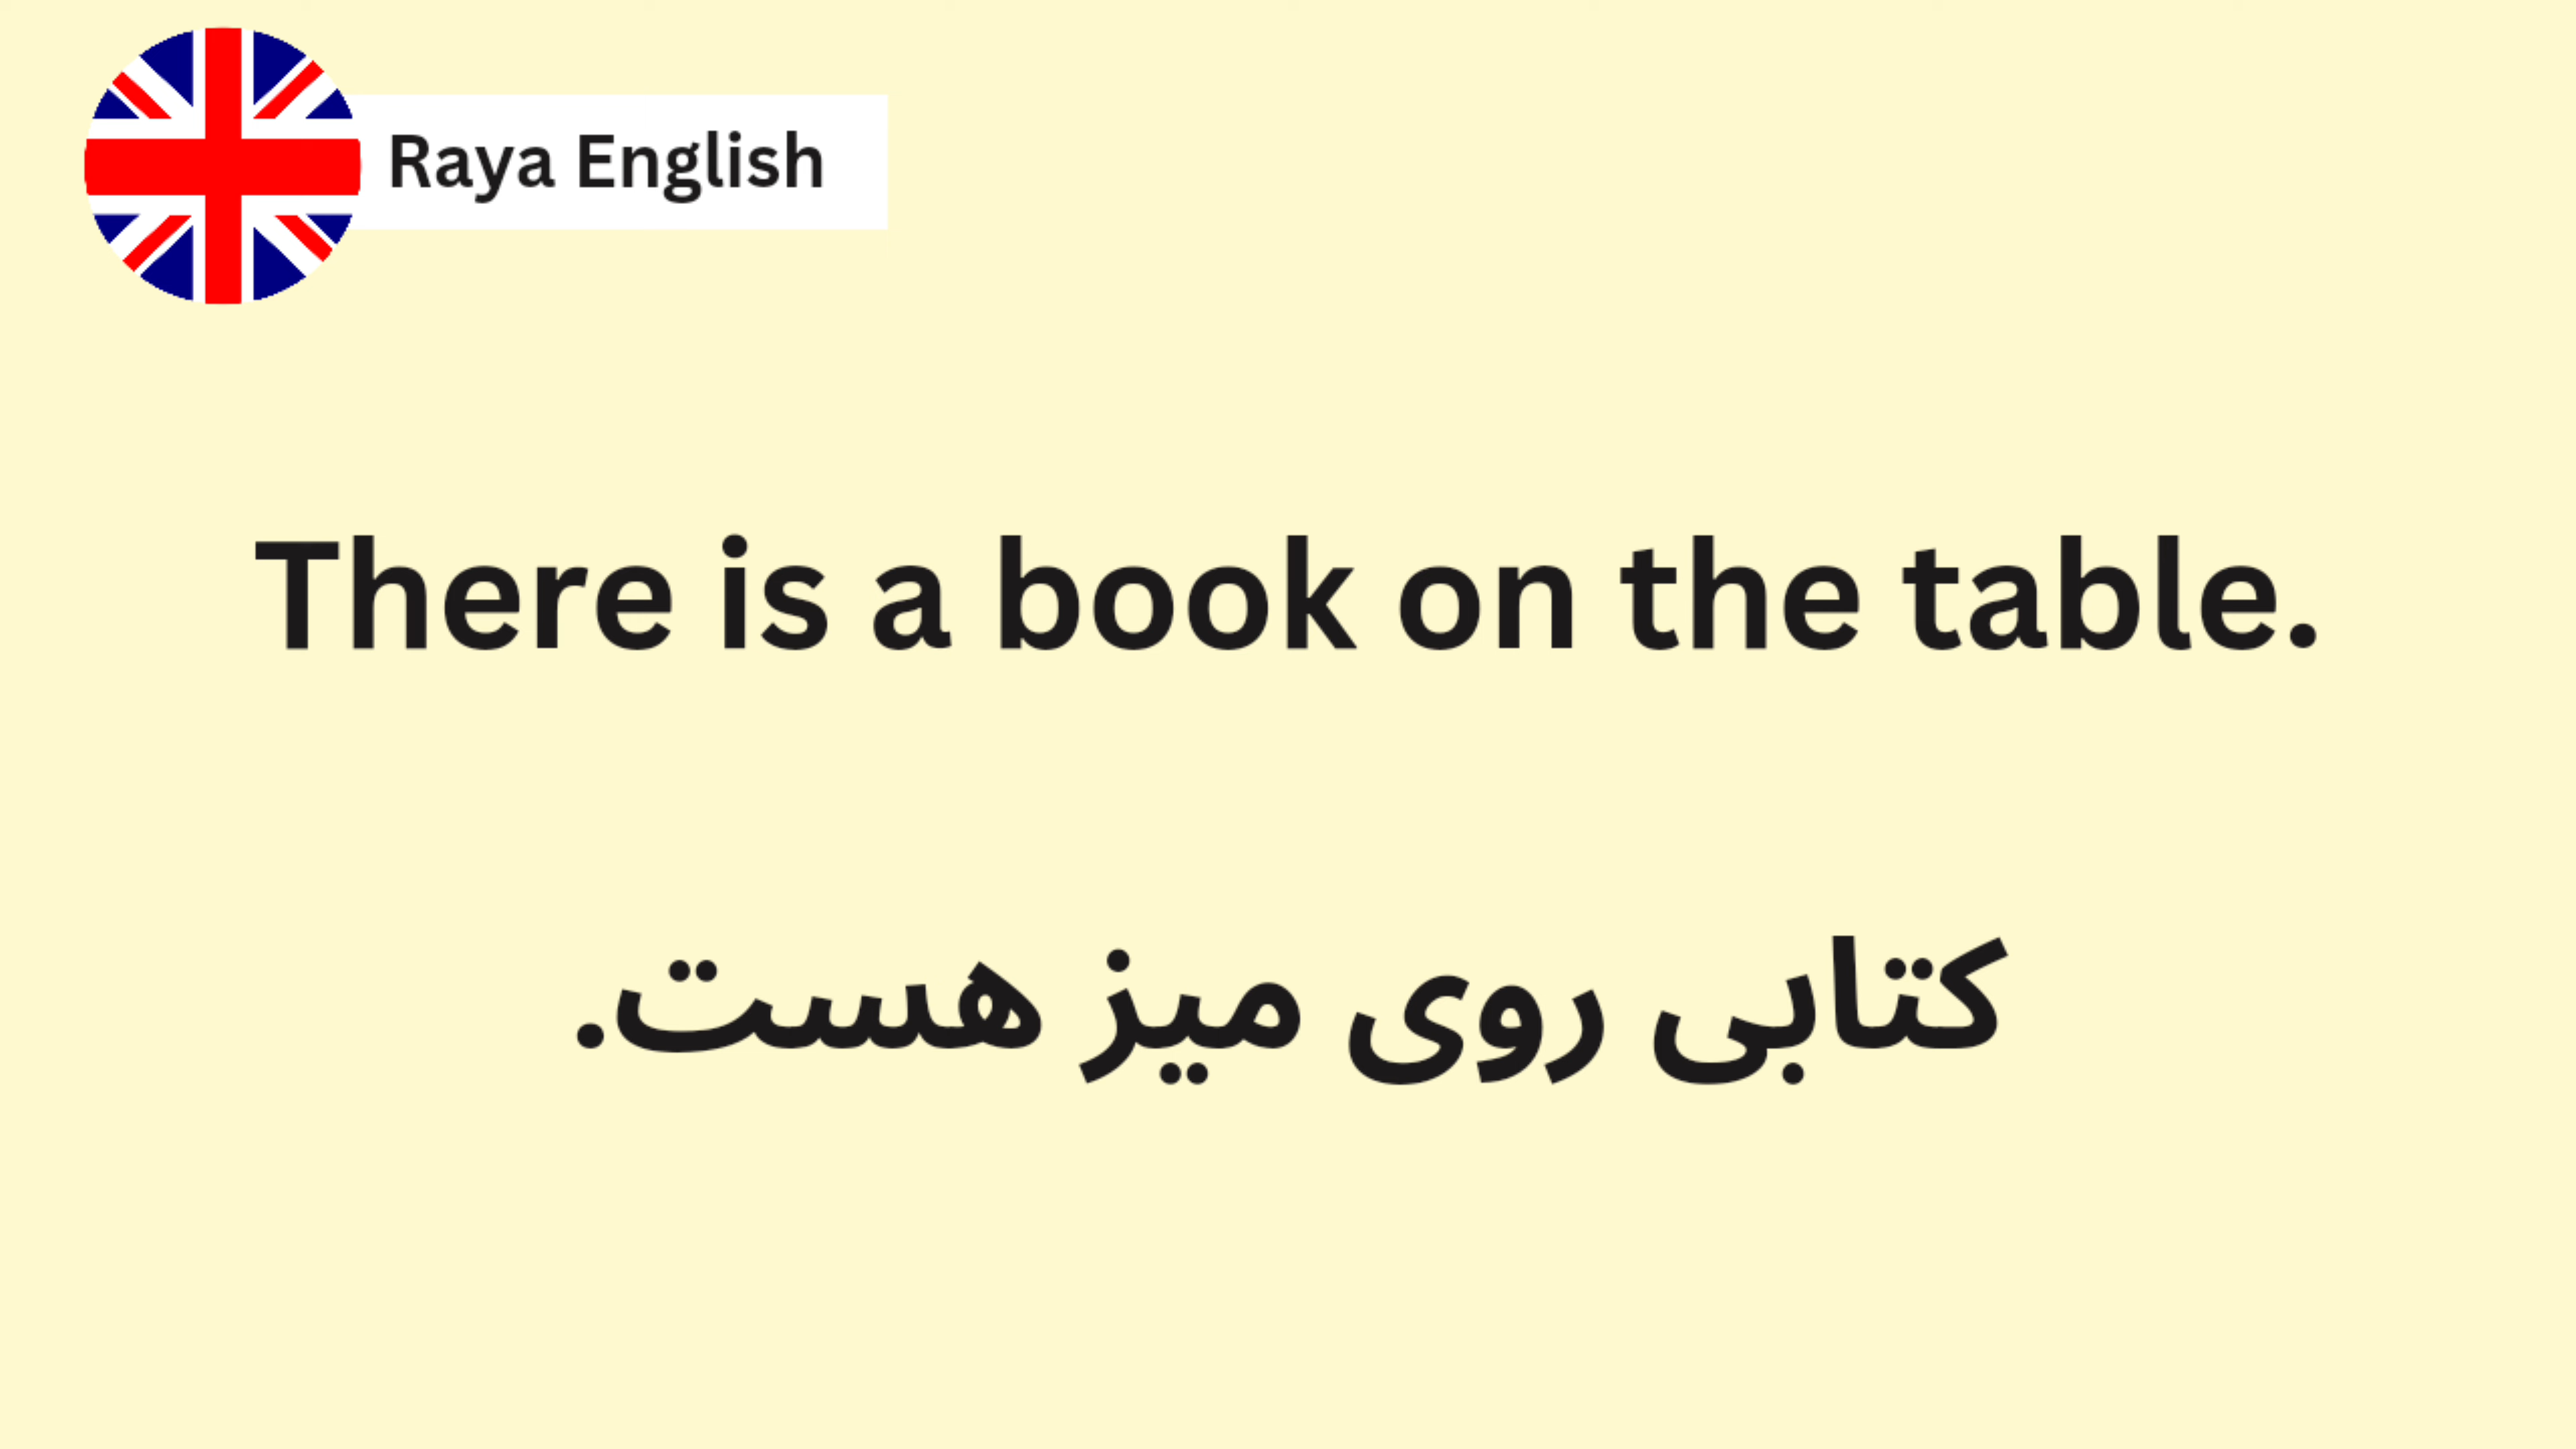 Raya English
There is a book on the table.
کتابی روی میز هست.